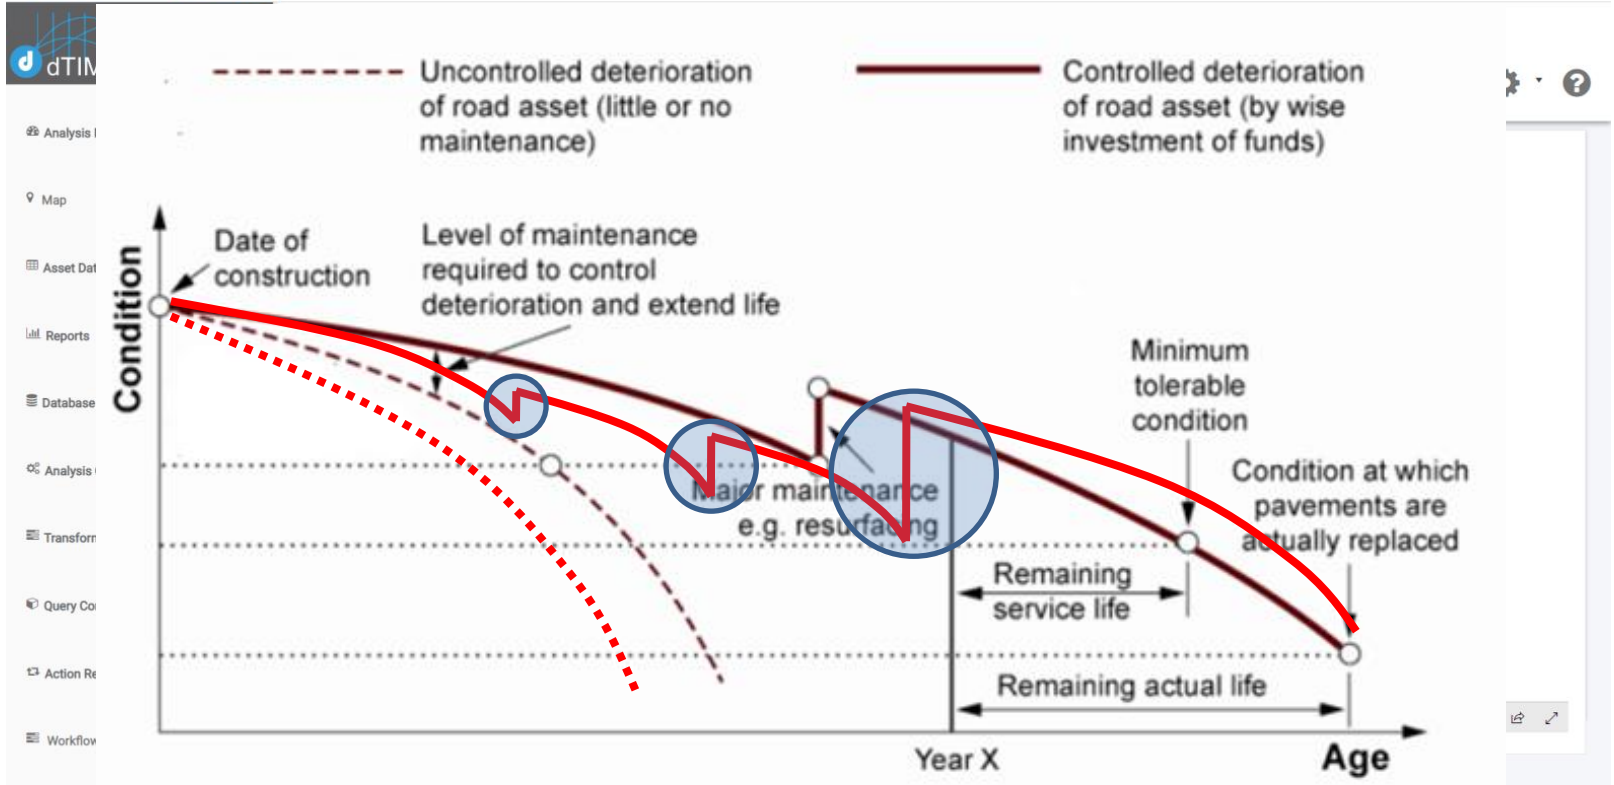 d dTIM
Analysis
Map
Asset Dat
Reports
Database
Analysis
Transforn
Query Co
Action Re
Workflow
Uncontrolled deterioration
of road asset (little or no
maintenance)
Controlled deterioration
of road asset (by wise
investment of funds)
Condition
Date of
construction
Level of maintenance
required to control
deterioration and extend life
Major maintenance
e.g. resurfacing
Minimum
tolerable
condition
Condition at which
pavements are
actually replaced
Remaining
service life
Remaining actual life
Year X
Age
?